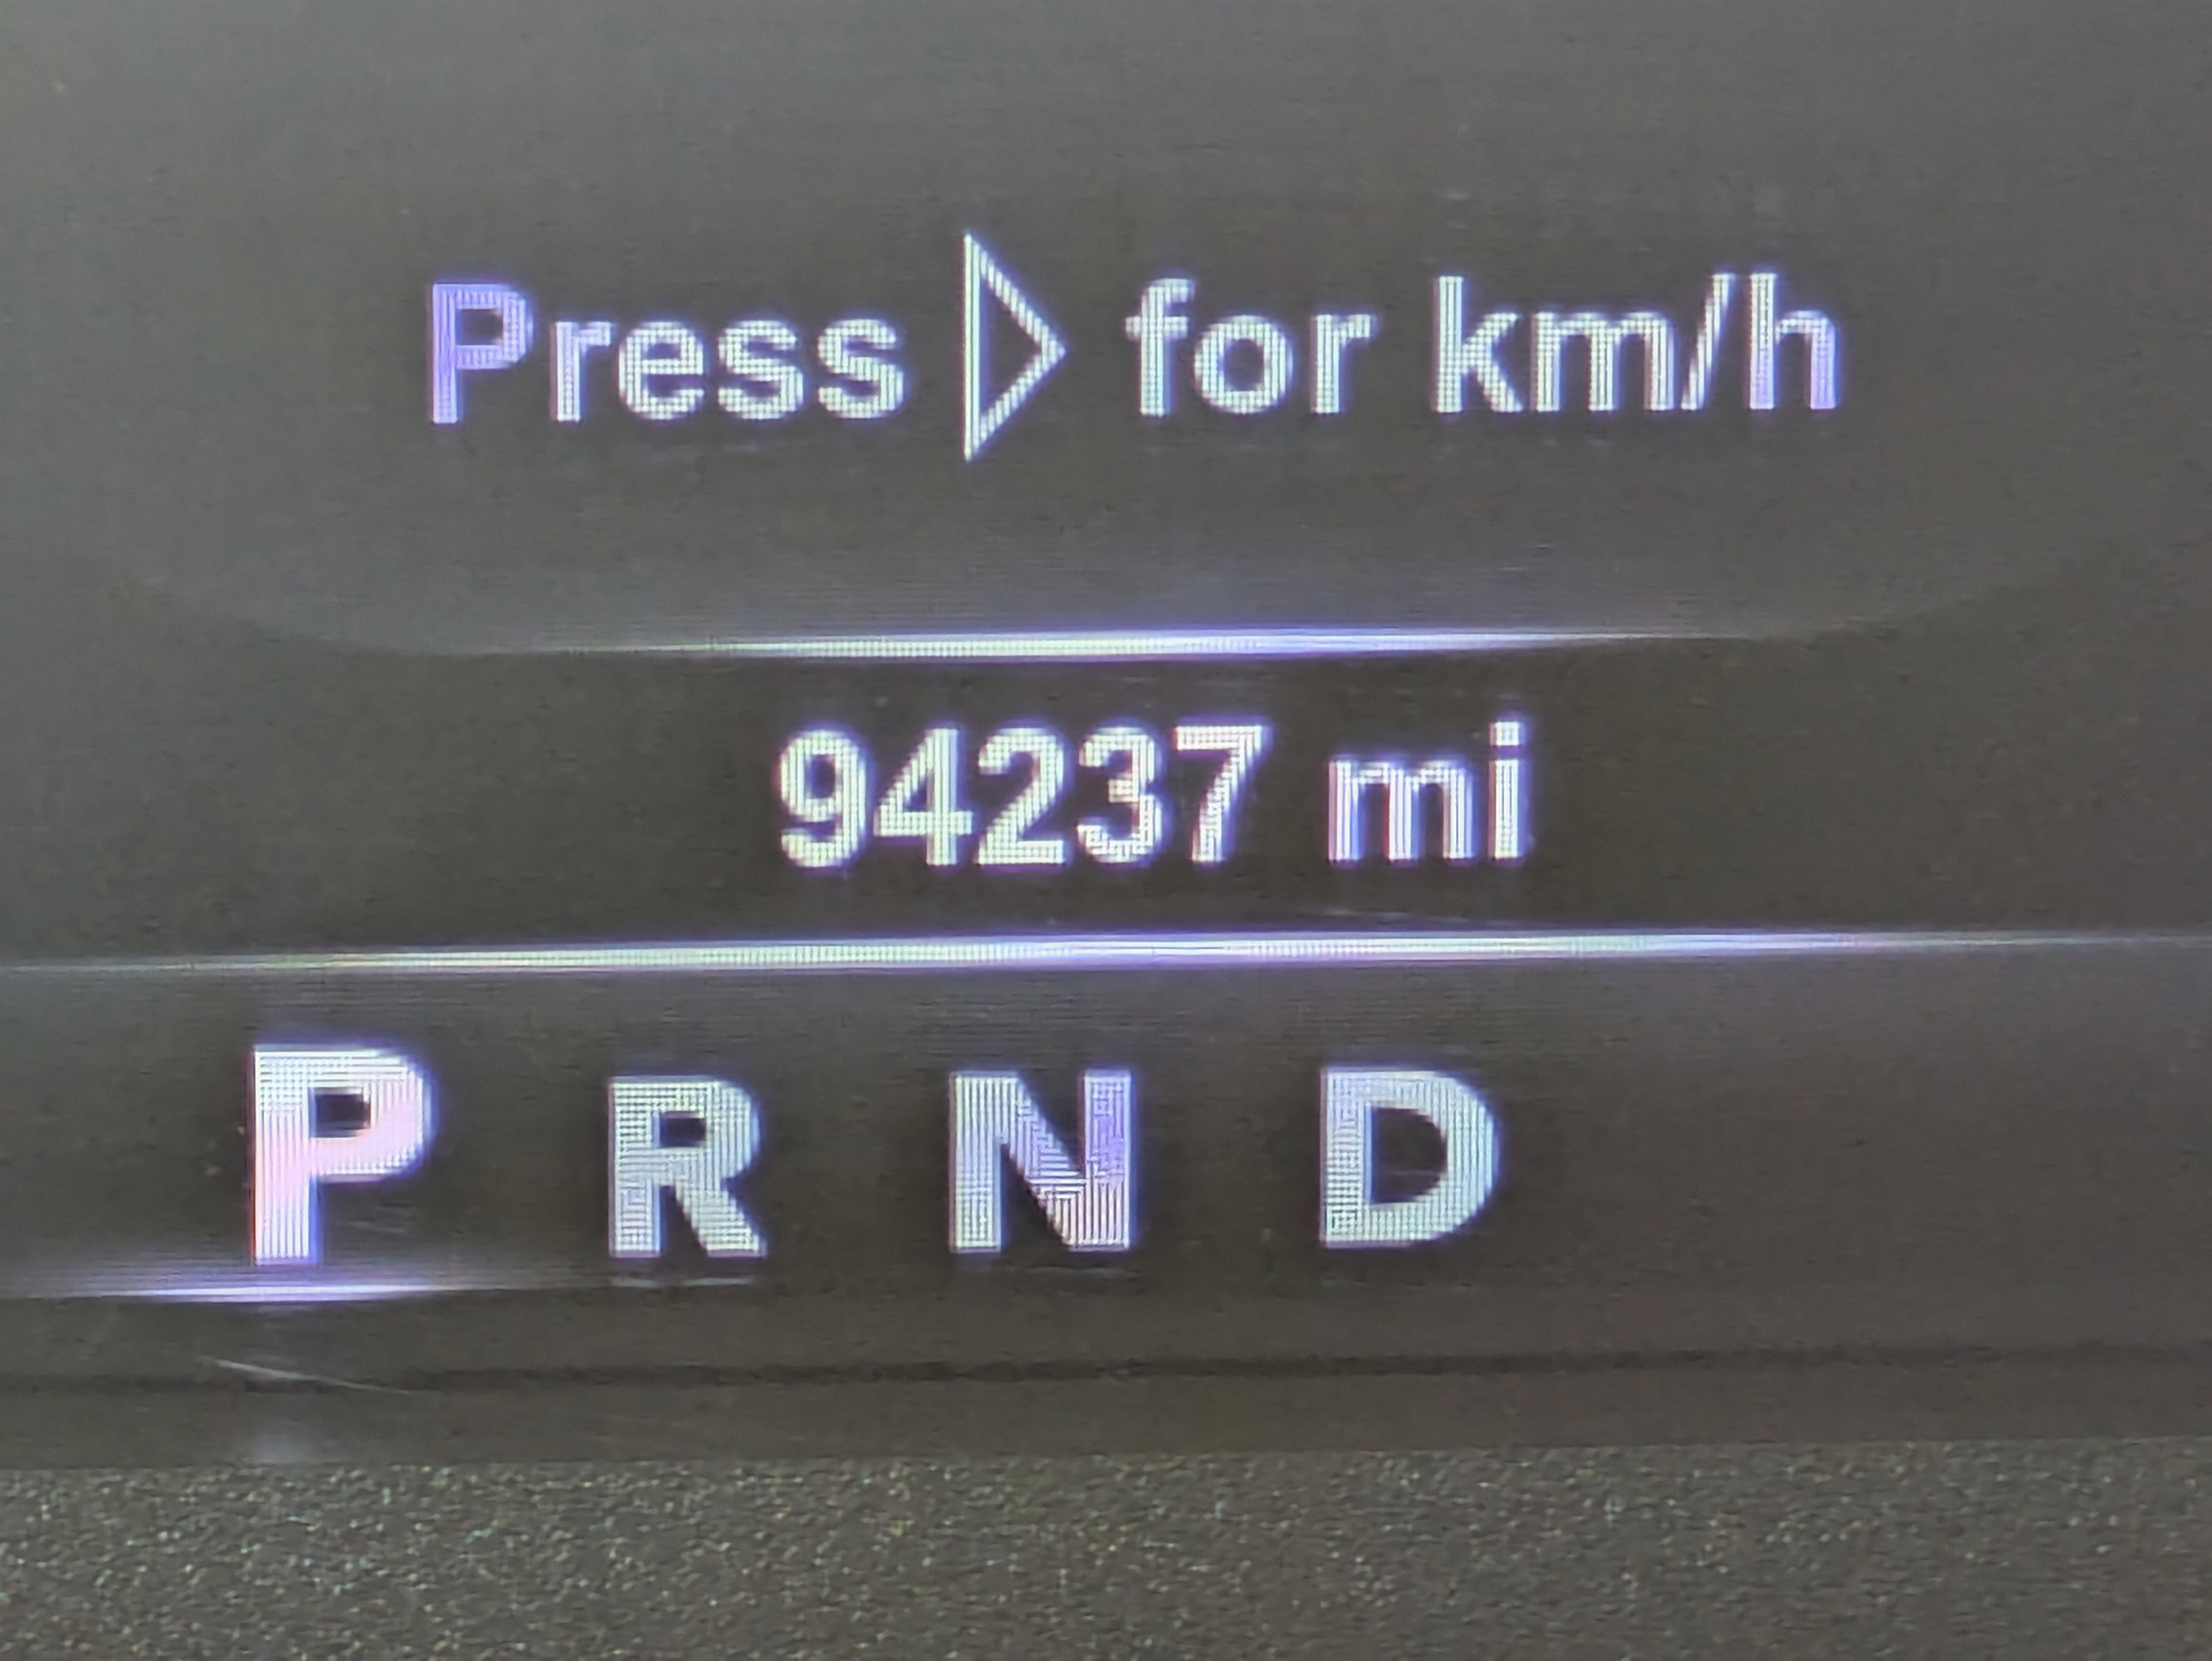 Press ▷ for km/h
94237 mi
P R N D